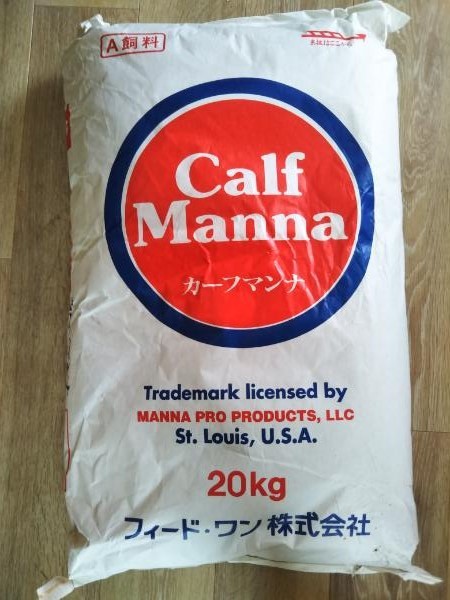 A飼料
Calf
Manna
カーフマンナ
Trademark licensed by
MANNA PRO PRODUCTS, LLC
St. Louis, U.S.A.
20kg
フィード・ワン株式会社